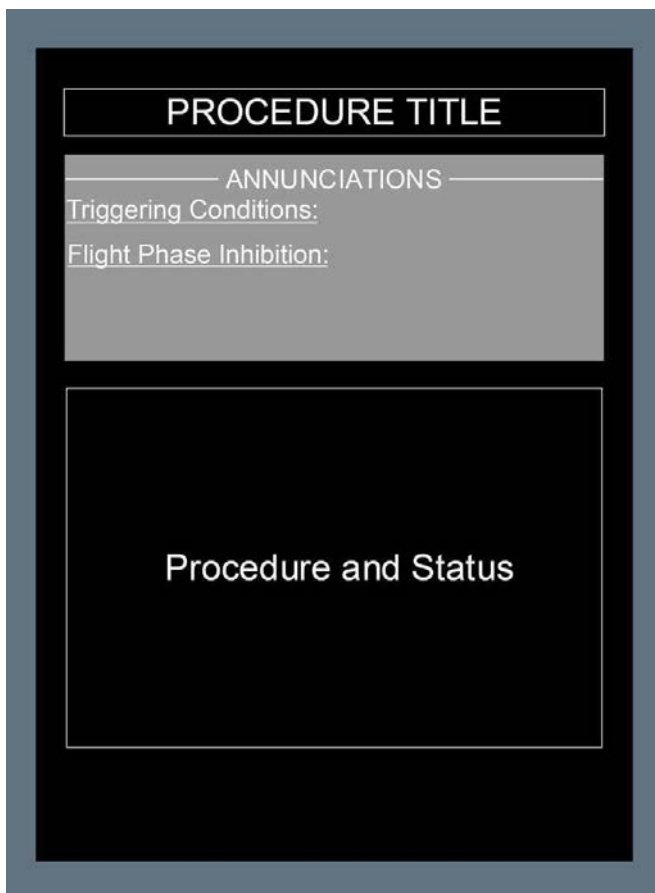 PROCEDURE TITLE
ANNUNCIATIONS
Triggering Conditions:
Flight Phase Inhibition:
Procedure and Status